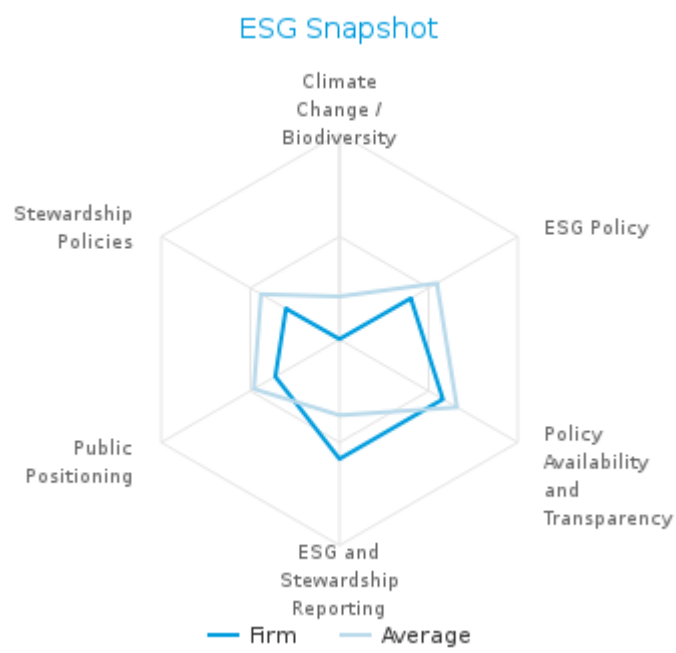 ESG Snapshot
Climate
Change /
Biodiversity
ESG Policy
Policy
Availability
and
Transparency
ESG and
Stewardship
Reporting
Public
Positioning
Stewardship
Policies
Firm
Average